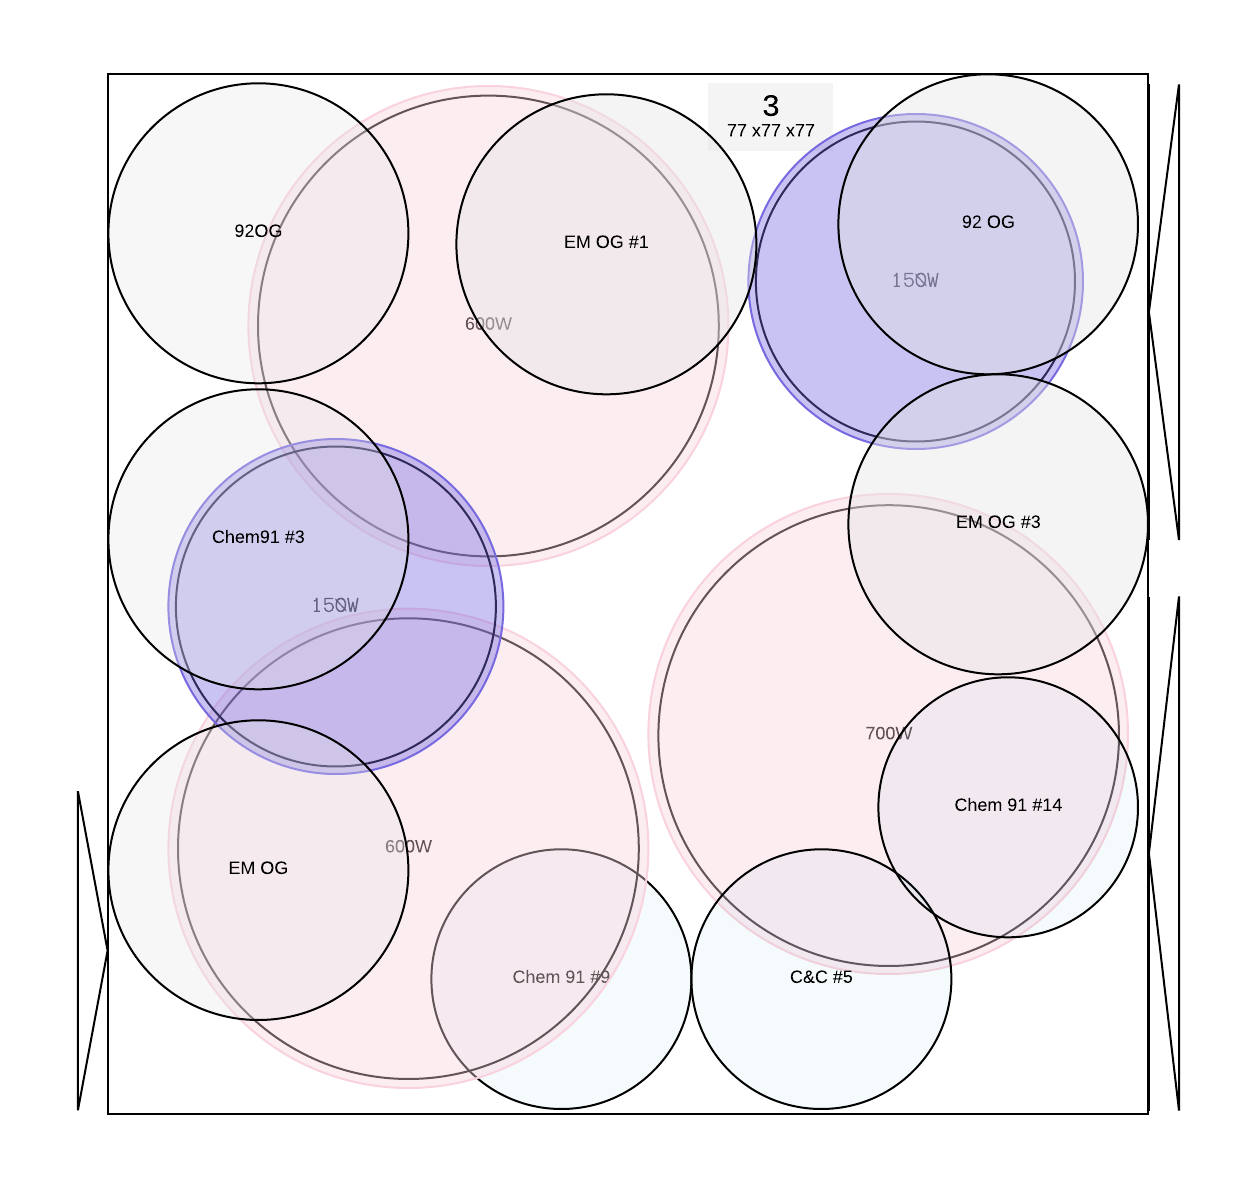 3
77 x77 x77
92OG
EM OG #1
92 OG
150W
600W
EM OG #3
Chem91 #3
150W
700W
Chem 91 #14
600W
EM OG
Chem 91 #9
C&C #5